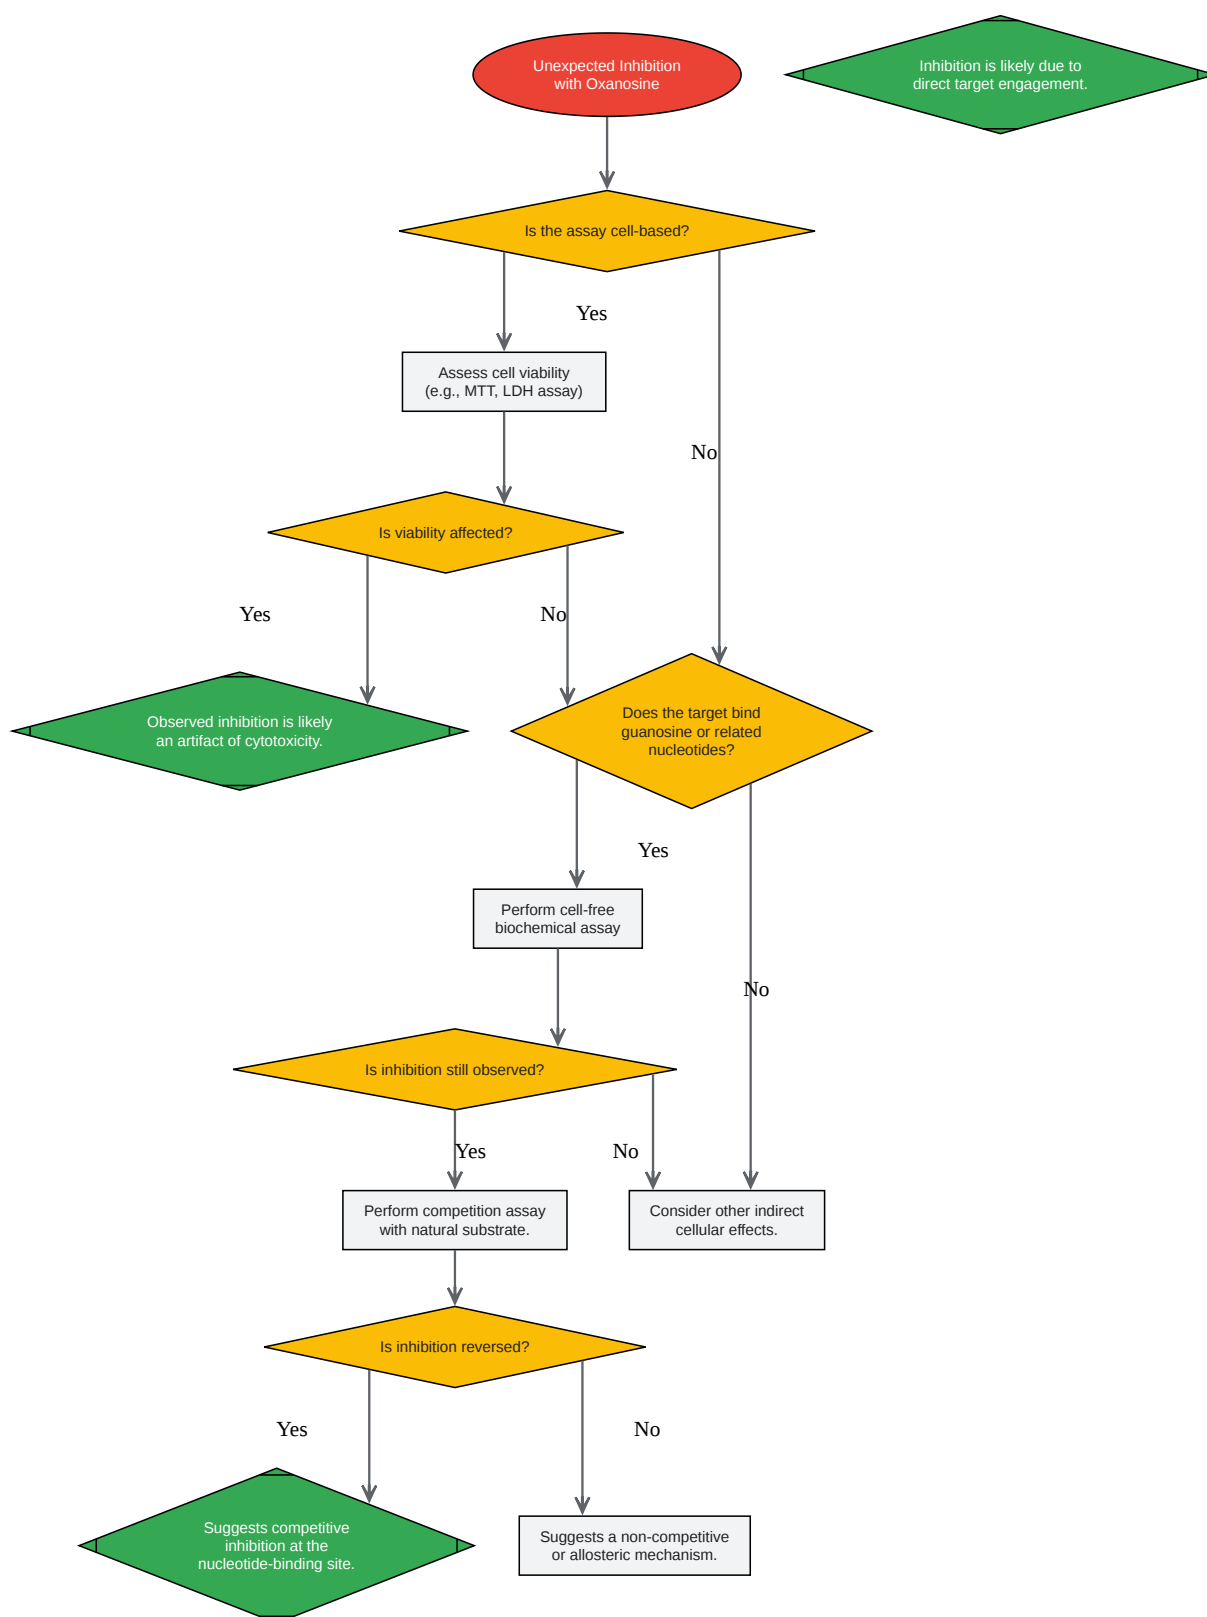 Unexpected Inhibition
with Oxanosine
Inhibition is likely due to
direct target engagement.
Is the assay cell-based?
Yes
Assess cell viability
(e.g., MTT, LDH assay)
No
Is viability affected?
Yes
No
Observed inhibition is likely
an artifact of cytotoxicity.
Does the target bind
guanosine or related
nucleotides?
Yes
Perform cell-free
biochemical assay
No
Is inhibition still observed?
Yes
No
Perform competition assay
with natural substrate.
Consider other indirect
cellular effects.
Is inhibition reversed?
Yes
No
Suggests competitive
inhibition at the
nucleotide-binding site.
Suggests a non-competitive
or allosteric mechanism.